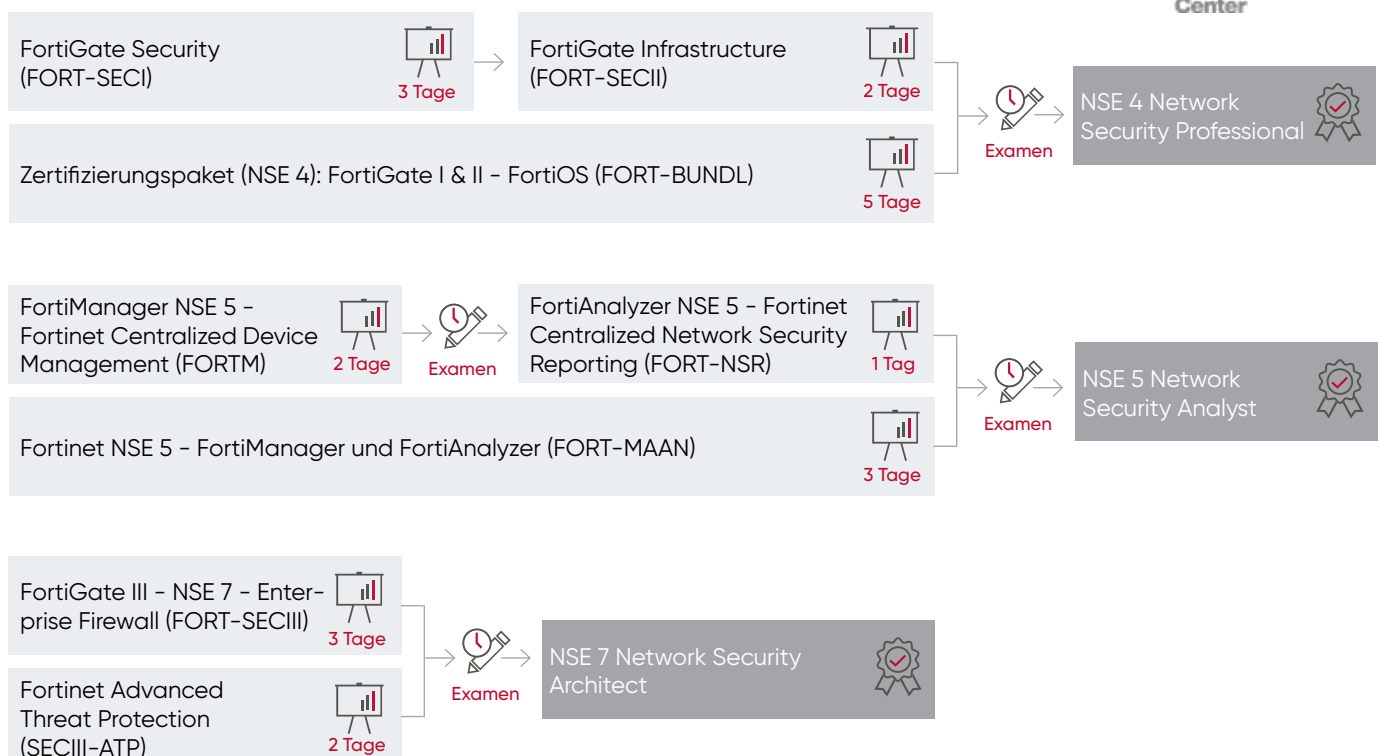 Center
FortiGate Security
(FORT-SECI)
3 Tage
FortiGate Infrastructure
(FORT-SECII)
2 Tage
Zertifizierungspaket (NSE 4): FortiGate I & II - FortiOS (FORT-BUNDL)
5 Tage
Examen
NSE 4 Network
Security Professional
FortiManager NSE 5 -
Fortinet Centralized Device
Management (FORTM)
2 Tage
Examen
FortiAnalyzer NSE 5 - Fortinet
Centralized Network Security
Reporting (FORT-NSR)
1 Tag
Fortinet NSE 5 - FortiManager und FortiAnalyzer (FORT-MAAN)
3 Tage
Examen
NSE 5 Network
Security Analyst
FortiGate III - NSE 7 - Enter-
prise Firewall (FORT-SECIII)
3 Tage
Fortinet Advanced
Threat Protection
(SECIII-ATP)
2 Tage
Examen
NSE 7 Network Security
Architect